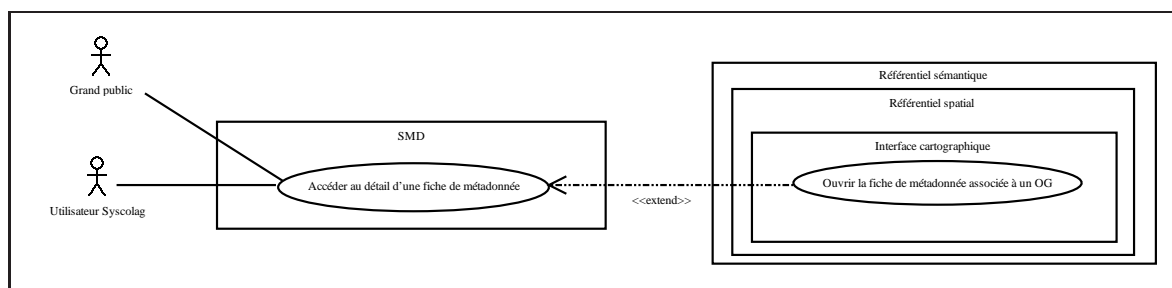 Grand public
Utilisateur Syscolag
SMD
Accéder au détail d'une fiche de métadonnée
<<extend>>
Référentiel sémantique
Référentiel spatial
Interface cartographique
Ouvrir la fiche de métadonnée associée à un OG